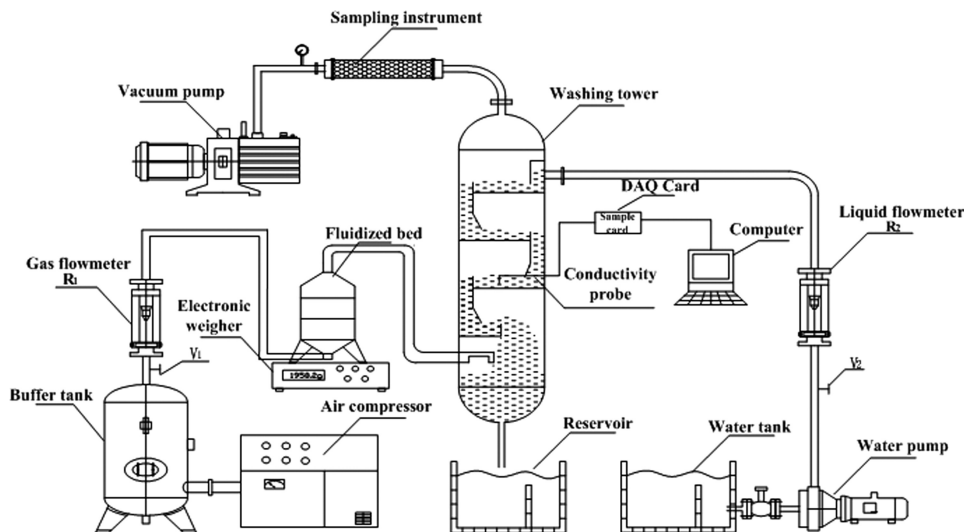 Sampling instrument
Vacuum pump
Washing tower
DAQ Card
Sample
card
Liquid flowmeter
R2
Computer
Fluidized bed
Gas flowmeter
R1
Conductivity
probe
Electronic
weigher
V1
1958.2g
V2
Buffer tank
Air compressor
Reservoir
Water tank
Water pump